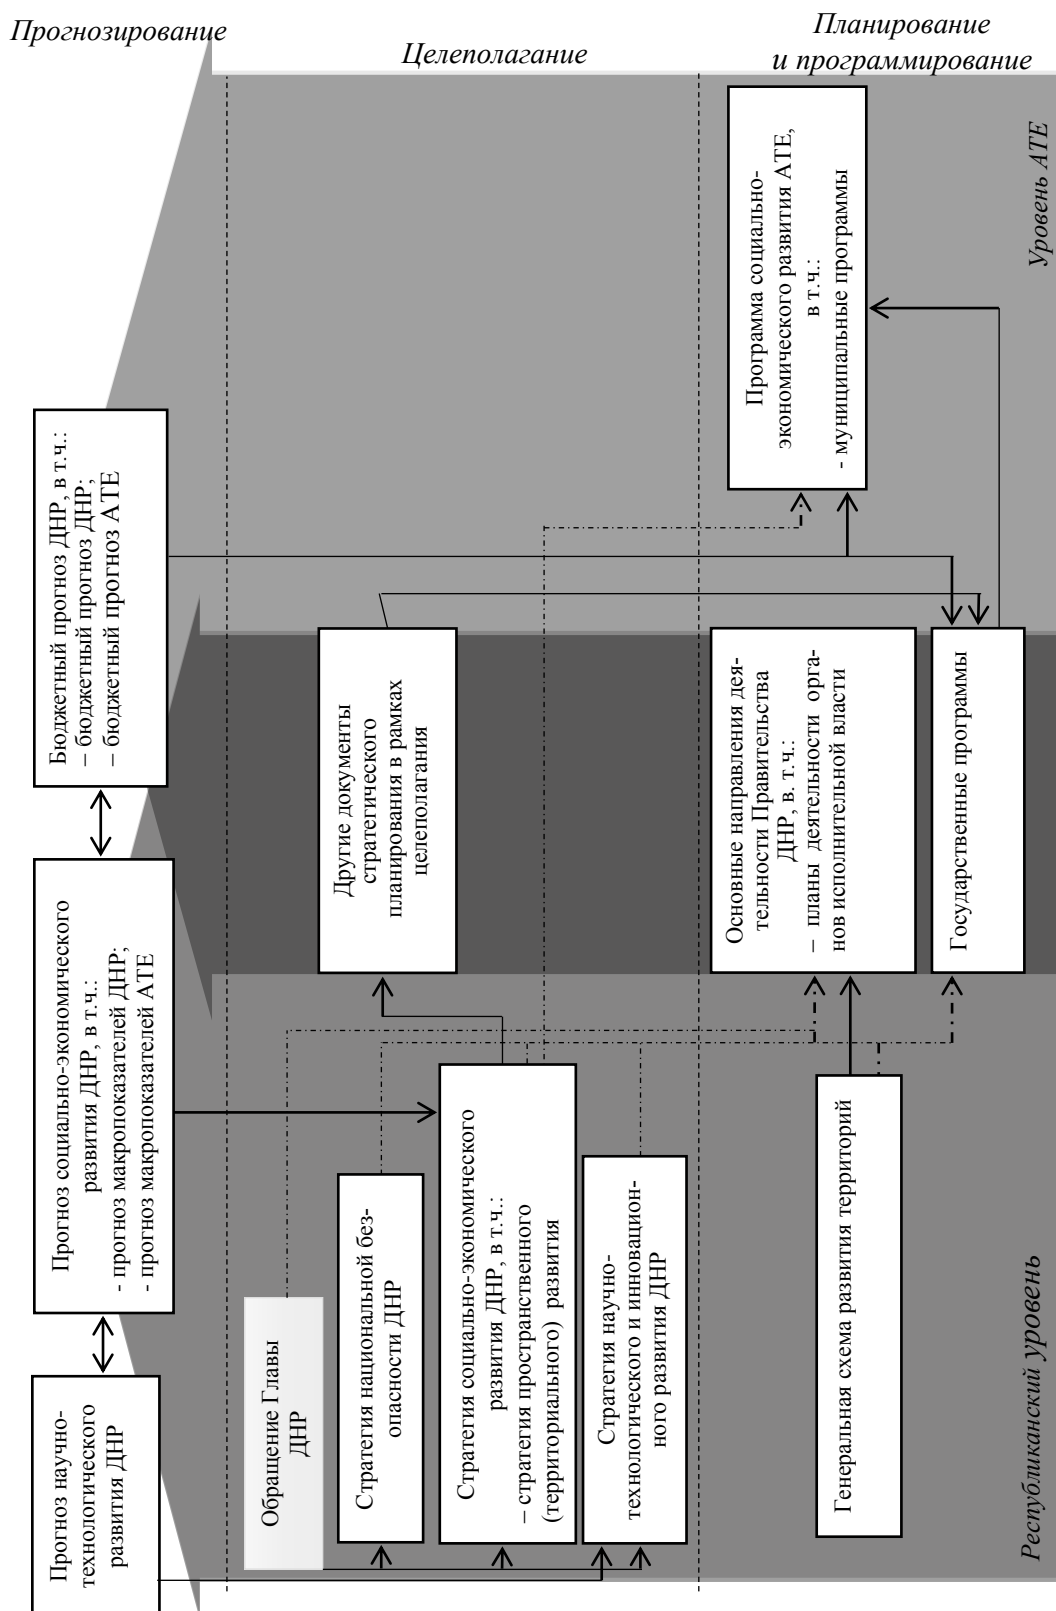 Прогнозирование
Целеполагание
Планирование
и программирование
Прогноз научно-
технологического
развития ДНР
Прогноз социально-экономического
развития ДНР, в т.ч.:
- прогноз макропоказателей ДНР;
- прогноз макропоказателей АТЕ
Бюджетный прогноз ДНР, в т.ч.:
– бюджетный прогноз ДНР;
– бюджетный прогноз АТЕ
Обращение Главы
ДНР
Стратегия национальной без-
опасности ДНР
Стратегия социально-экономического
развития ДНР, в т.ч.:
– стратегия пространственного
(территориального) развития
Стратегия научно-
технологического и инновацион-
ного развития ДНР
Другие документы
стратегического
планирования в рамках
целеполагания
Генеральная схема развития территорий
Основные направления дея-
тельности Правительства
ДНР, в. т.ч.:
– планы деятельности орга-
нов исполнительной власти
Государственные программы
Программа социально-
экономического развития АТЕ,
в т.ч.:
- муниципальные программы
Республиканский уровень
Уровень АТЕ